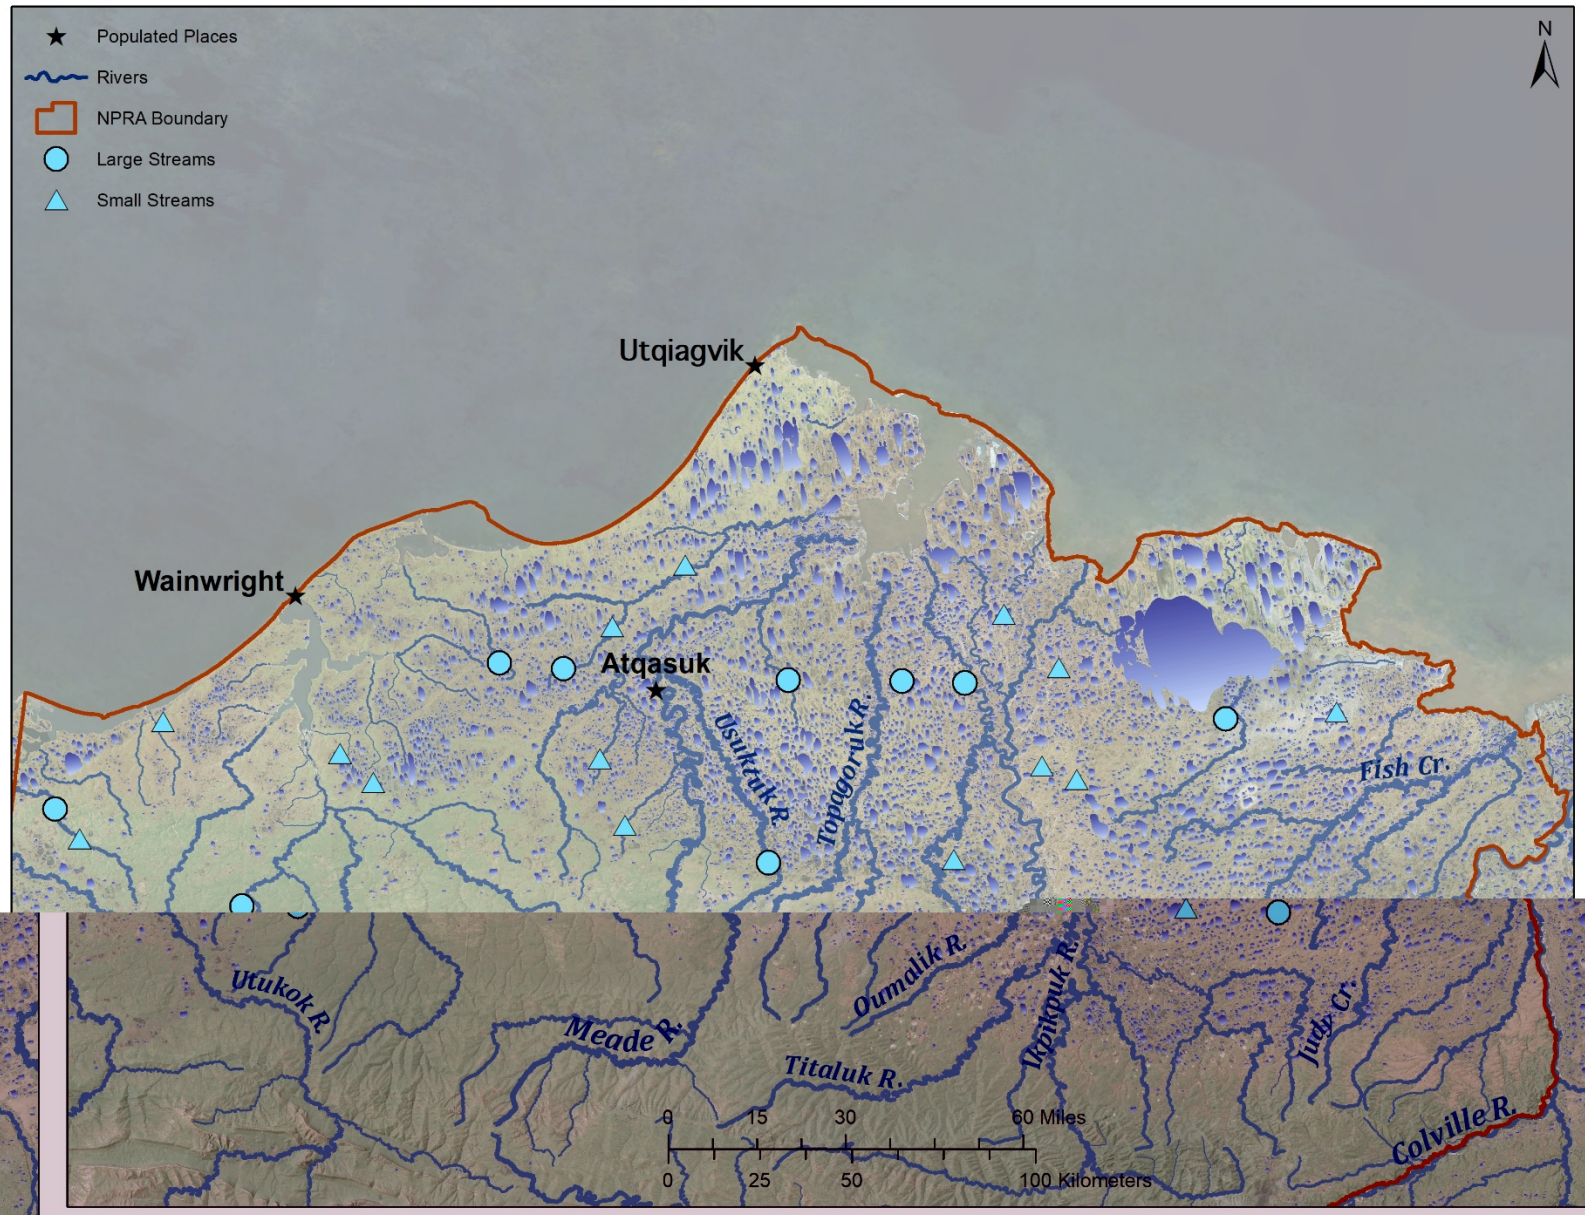 Populated Places
Rivers
NPRA Boundary
Large Streams
Small Streams
N
Utqiagvik
Wainwright
Atqasuk
Usuktuk R.
Topagoruk R.
Fish Cr.
Utukok R.
Meade R.
Oumalik R.
Titaluk R.
Ikpikpuk R.
Judy Cr.
Colville R.
0 15 30 60 Miles
0 25 50 100 Kilometers